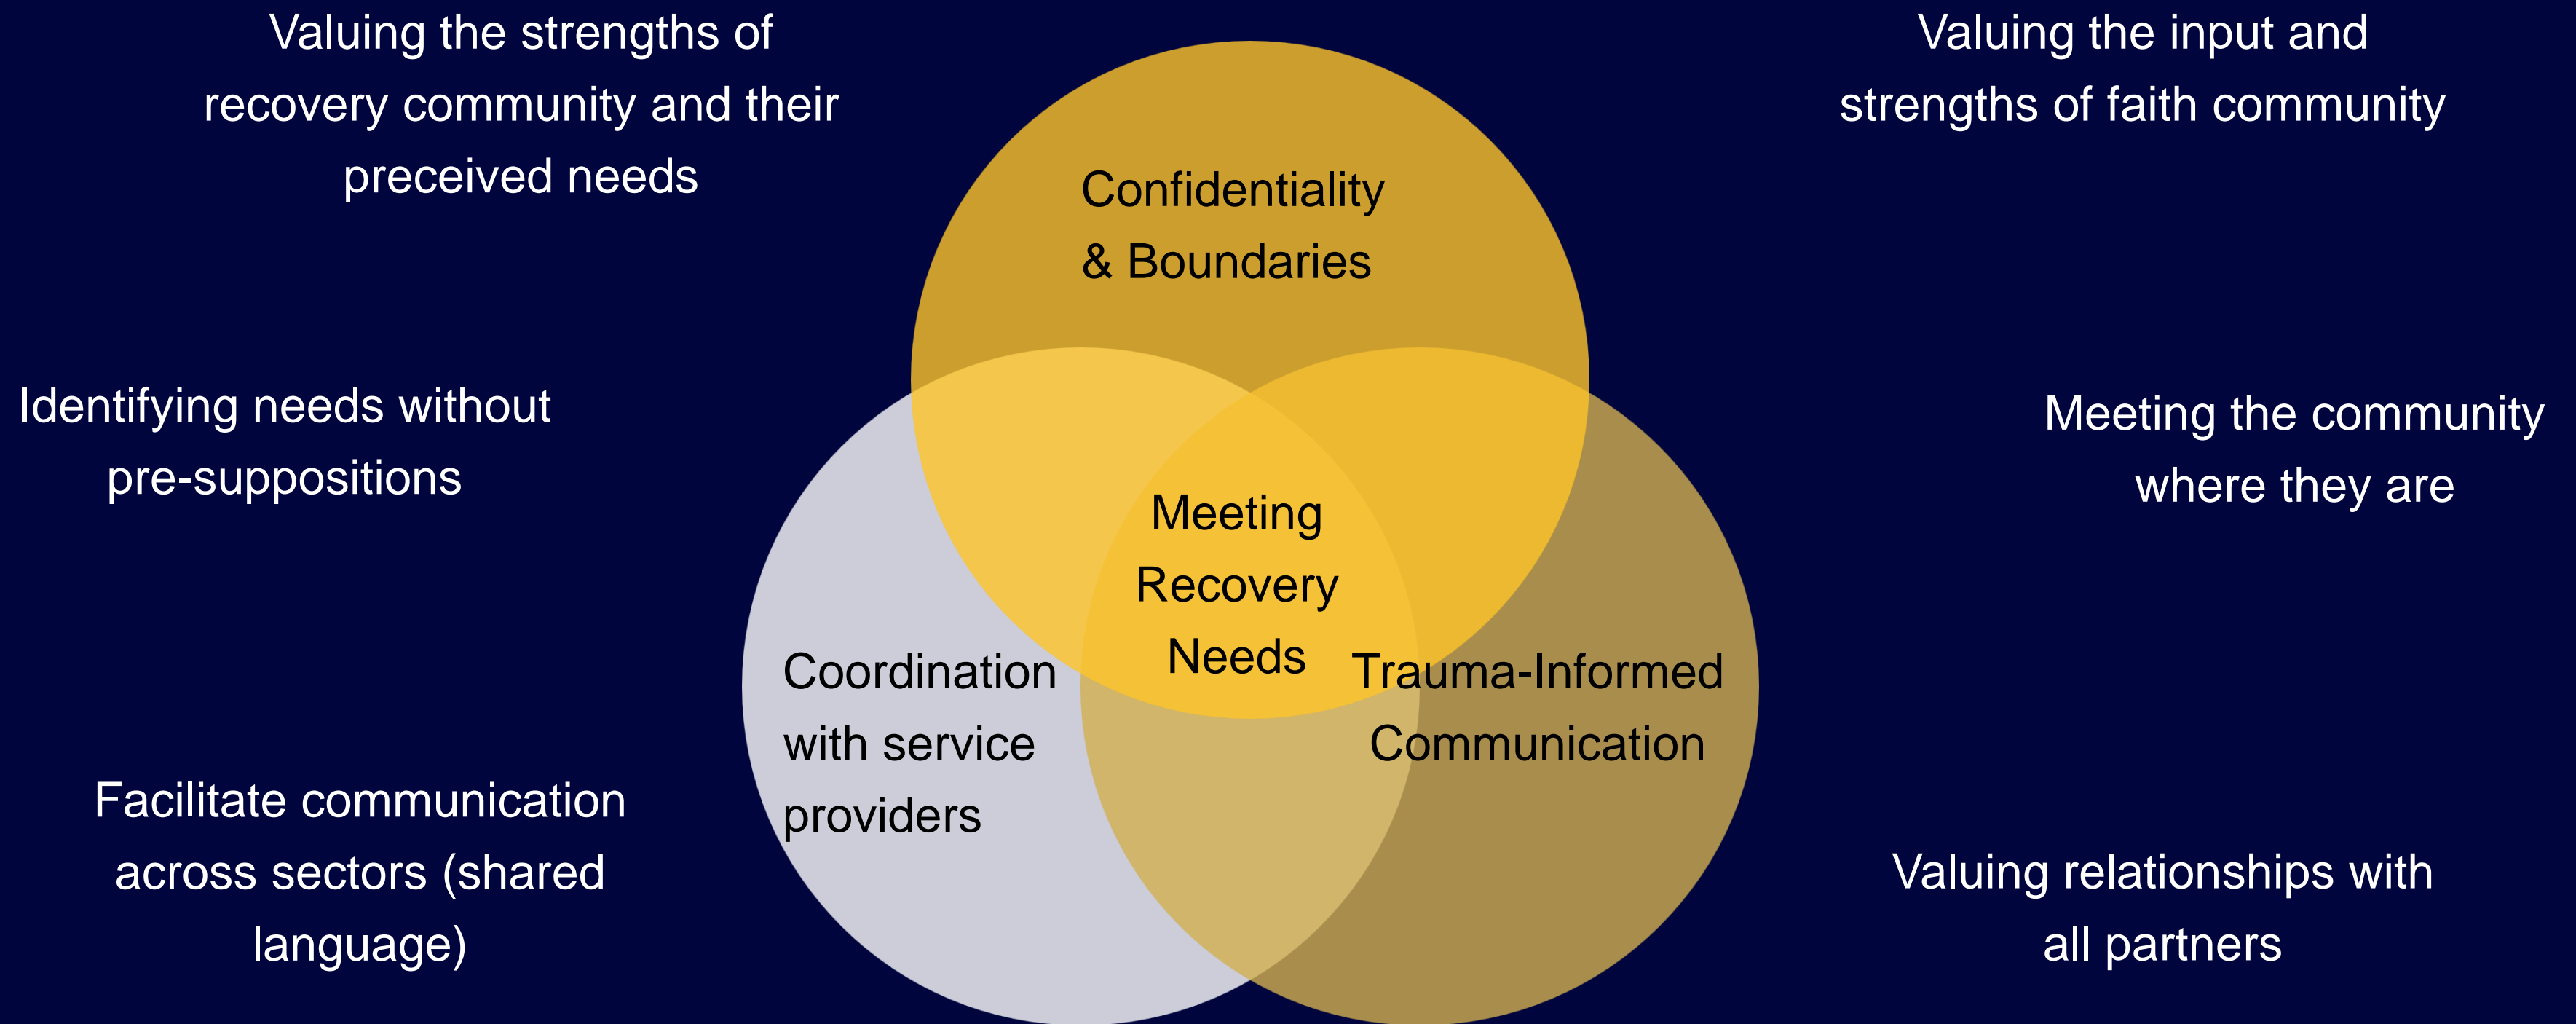 Valuing the strengths of
recovery community and their
preceived needs
Valuing the input and
strengths of faith community
Confidentiality
& Boundaries
Identifying needs without
pre-suppositions
Meeting the community
where they are
Meeting
Recovery
Needs
Coordination
with service
providers
Trauma-Informed
Communication
Facilitate communication
across sectors (shared
language)
Valuing relationships with
all partners